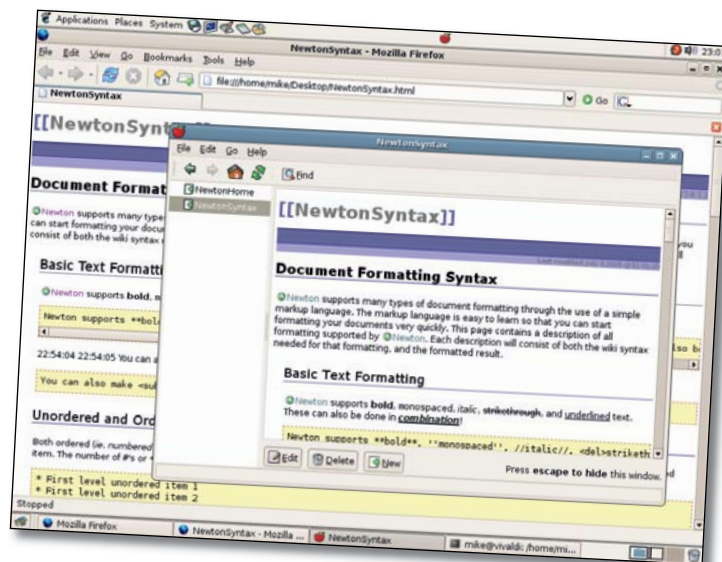 Applications Places System
23:0
NewtonSyntax - Mozilla Firefox
File Edit View Go Bookmarks Tools Help
file:///home/mike/Desktop/NewtonSyntax.html
Go
NewtonSyntax
[[NewtonSyn
Document Format
Newton supports many type
can start formatting your docu
consist of both the wiki syntax
Basic Text Formatti
Newton supports bold,
Newton supports **bol
22:54:04 22:54:05 You can a
You can also make <su
Unordered and Ord
Both ordered (ie. numbered
item. The number of #'s or
* First level unordered item 1
* First level unordered item 2
Stopped
NewtonSyntax
File Edit Go Help
Find
NewtonHome
NewtonSyntax
[[NewtonSyntax]]
Document Formatting Syntax
Newton supports many types of document formatting through the use of a simple
markup language. The markup language is easy to learn so that you can start
formatting your documents very quickly. This page contains a description of all
formatting supported by Newton. Each description will consist of both the wiki syntax
needed for that formatting, and the formatted result.
Basic Text Formatting
Newton supports bold, monospaced, italic, strikethrough, and underlined text.
These can also be done in combination!
Newton supports **bold**, ''monospaced'', //italic//, <del>striketh
Edit Delete New
Press escape to hide this window.
you
lso b
Mozilla Firefox
NewtonSyntax - Mozilla ...
NewtonSyntax
mike@vivaldi: /home/mi...